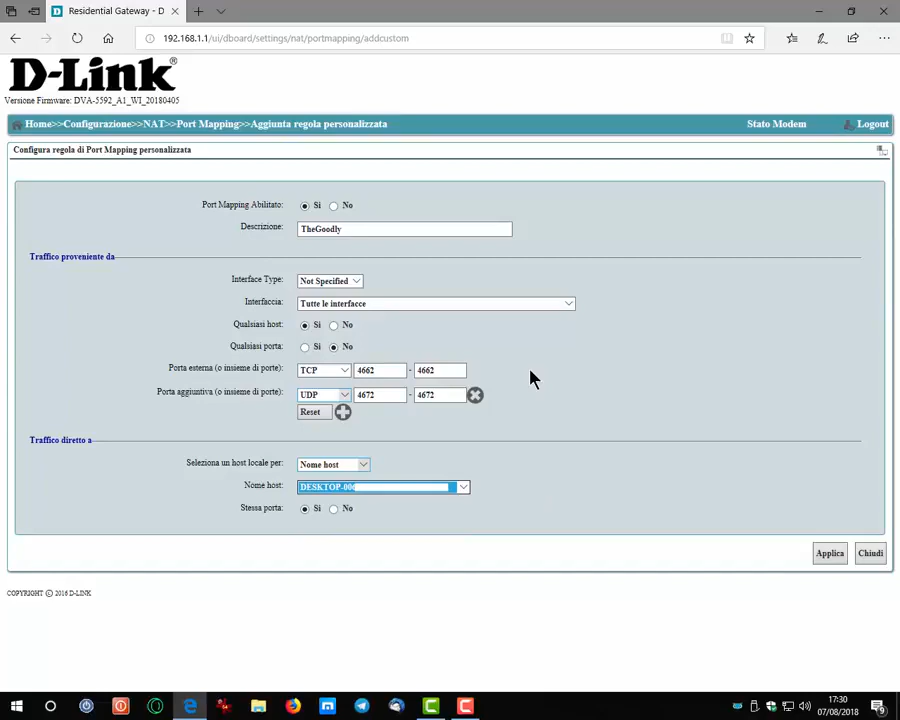 Residential Gateway - D
192.168.1.1/ui/dboard/settings/nat/portmapping/addcustom
D-Link®
Versione Firmware: DVA-5592_A1_WI_20180405
Home>>Configurazione>>NAT>>Port Mapping>>Aggiunta regola personalizzata
Stato Modem
Logout
Configura regola di Port Mapping personalizzata
Port Mapping Abilitato: Si No
Descrizione: TheGoodly
Traffico proveniente da
Interface Type: Not Specified
Interfaccia: Tutte le interfacce
Qualsiasi host: Si No
Qualsiasi porta: Si No
Porta esterna (o insieme di porte): TCP 4662 - 4662
Porta aggiuntiva (o insieme di porte): UDP 4672 - 4672
Reset
Traffico diretto a
Seleziona un host locale per: Nome host
Nome host: DESKTOP-006
Stessa porta: Si No
Applica Chiudi
COPYRIGHT © 2016 D-LINK
17:30
07/08/2018